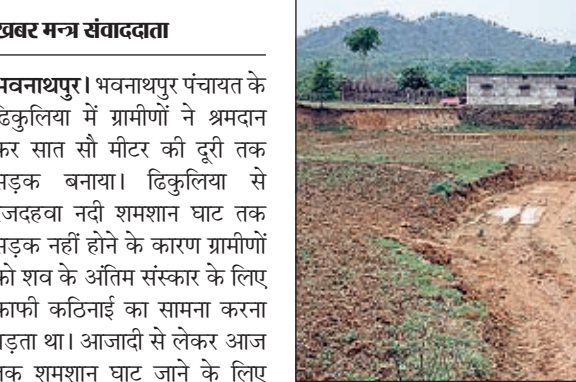 खबर मन्त्र संवाददाता
भवनाथपुर। भवनाथपुर पंचायत के
ढिकुलिया में ग्रामीणों ने श्रमदान
कर सात सौ मीटर की दूरी तक
सड़क बनाया। ढिकुलिया से
नदी शमशान घाट तक
सड़क नहीं होने के कारण ग्रामीणों
को शव के अंतिम संस्कार के लिए
काफी कठिनाई का सामना करना
पड़ता था। आजादी से लेकर आज
तक शमशान घाट जाने के लिए